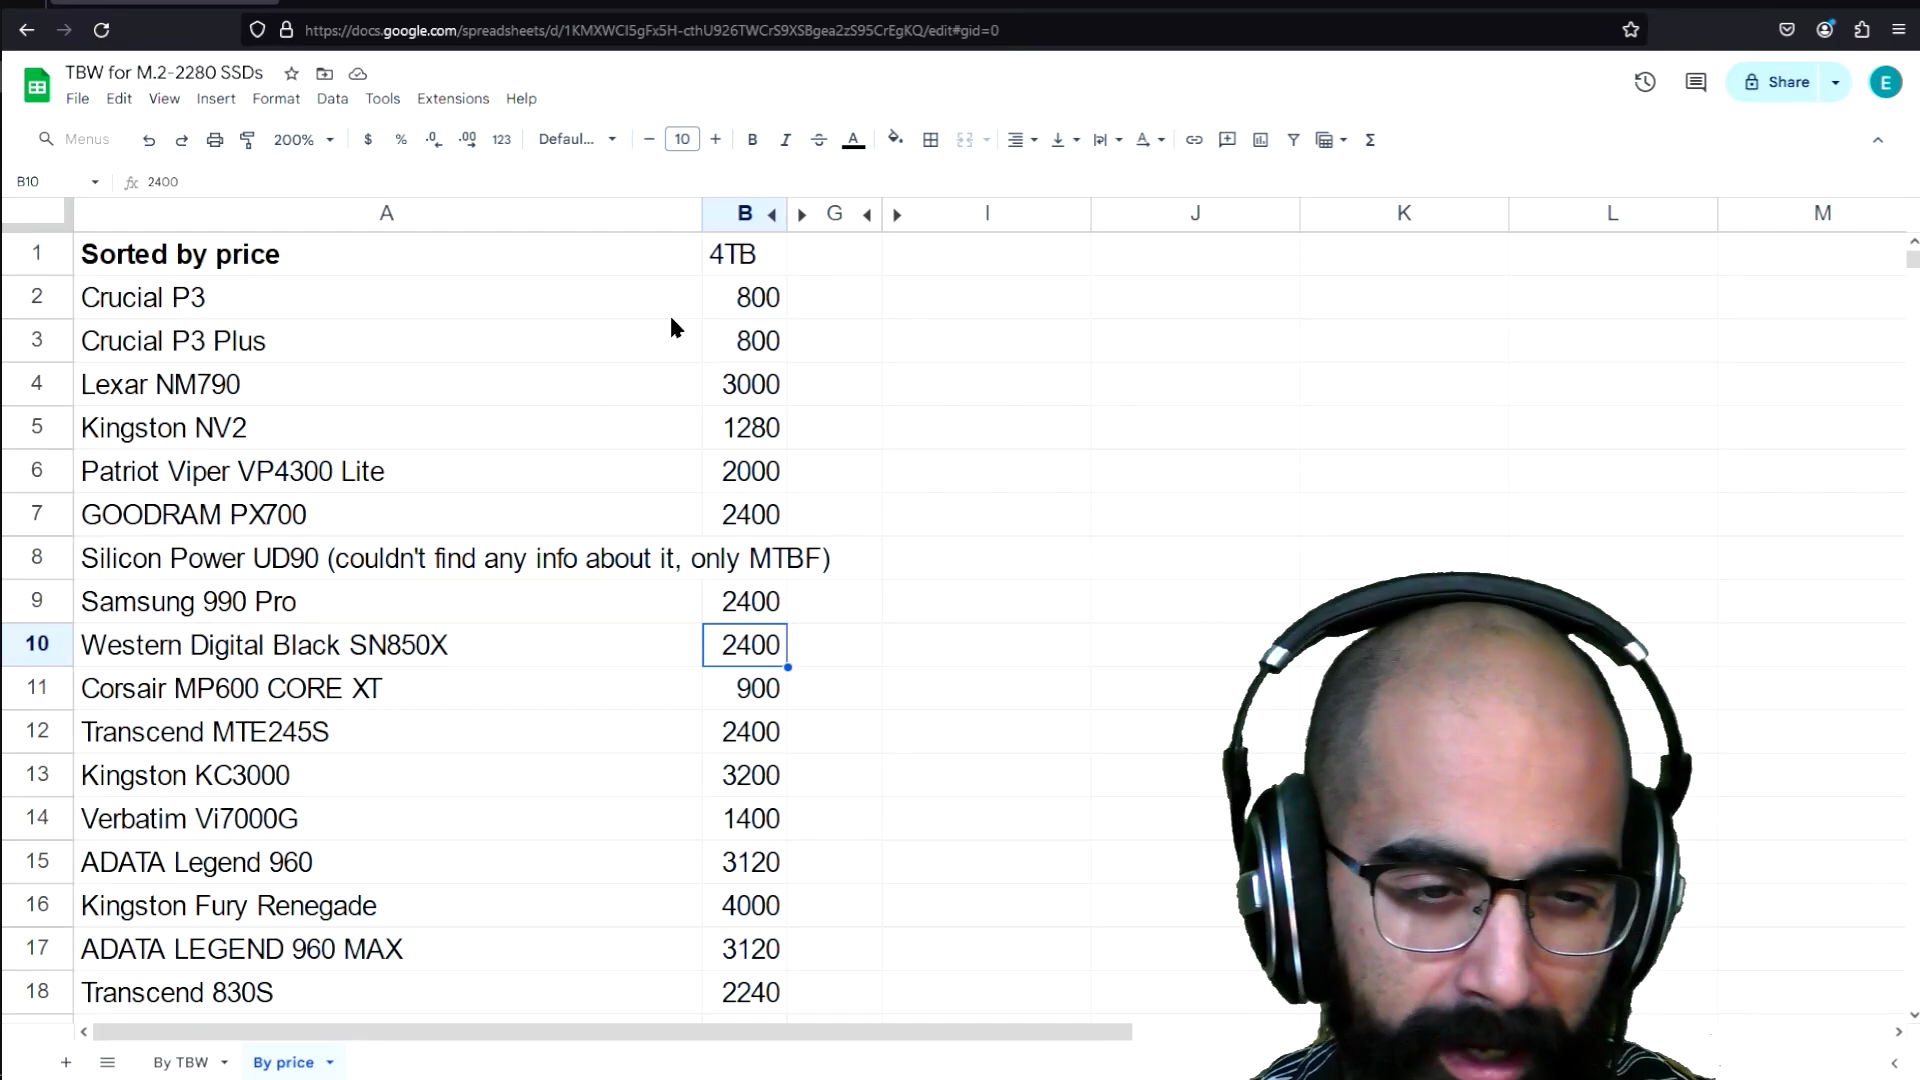 https://docs.google.com/spreadsheets/d/1KMXWCI5gFx5H-cthU926TWCrS9XSBgea2zS95CrEgKQ/edit#gid=0
TBW for M.2-2280 SSDs
File Edit View Insert Format Data Tools Extensions Help
Share
E
Menus 200% $ % .0 .00 123 Defaul... − 10 + B I A Σ
B10 fx 2400
A B G I J K L M
1 Sorted by price 4TB
2 Crucial P3 800
3 Crucial P3 Plus 800
4 Lexar NM790 3000
5 Kingston NV2 1280
6 Patriot Viper VP4300 Lite 2000
7 GOODRAM PX700 2400
8 Silicon Power UD90 (couldn't find any info about it, only MTBF)
9 Samsung 990 Pro 2400
10 Western Digital Black SN850X 2400
11 Corsair MP600 CORE XT 900
12 Transcend MTE245S 2400
13 Kingston KC3000 3200
14 Verbatim Vi7000G 1400
15 ADATA Legend 960 3120
16 Kingston Fury Renegade 4000
17 ADATA LEGEND 960 MAX 3120
18 Transcend 830S 2240
+ By TBW By price